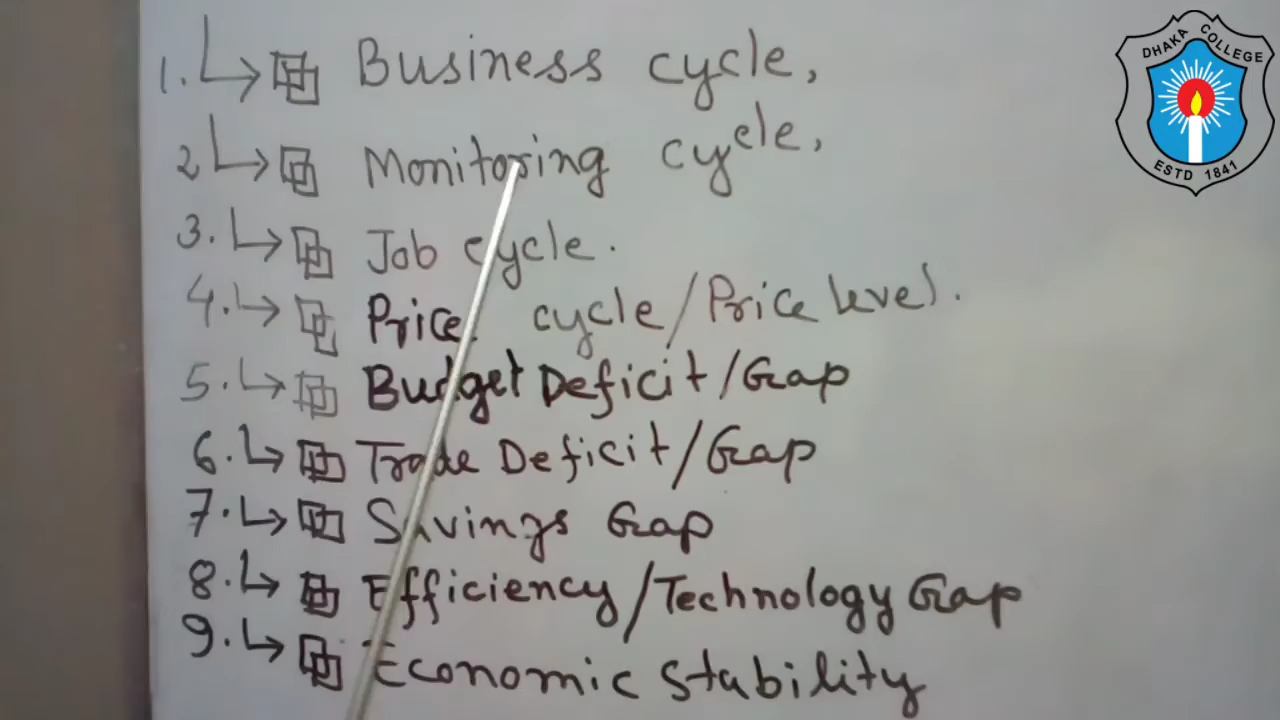 1. Business cycle,
2 Monitoring cycle,
3. Job cycle.
4. Price cycle/Price level.
5. Budget Deficit/Gap
6. Trade Deficit/Gap
7. Savings Gap
8. Efficiency/Technology Gap
9. Economic stability
DHAKA COLLEGE
ESTD 1841